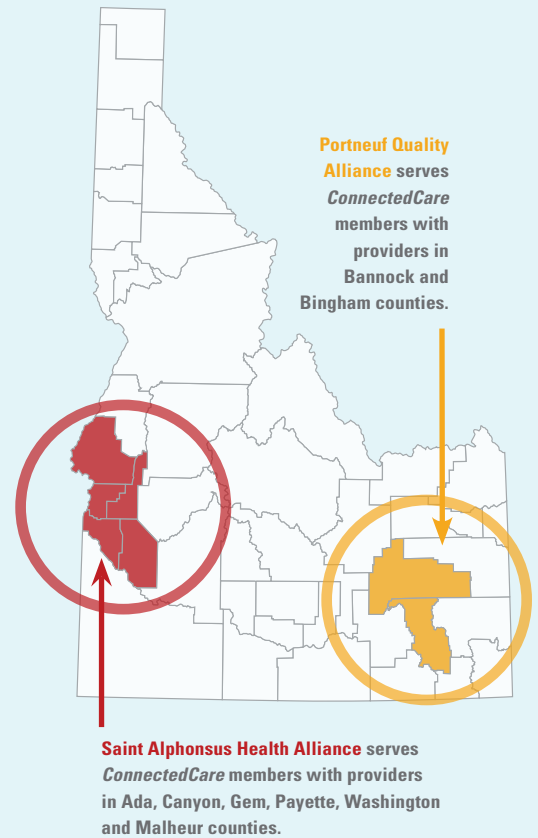 Portneuf Quality
Alliance serves
ConnectedCare
members with
providers in
Bannock and
Bingham counties.
Saint Alphonsus Health Alliance serves
ConnectedCare members with providers
in Ada, Canyon, Gem, Payette, Washington
and Malheur counties.